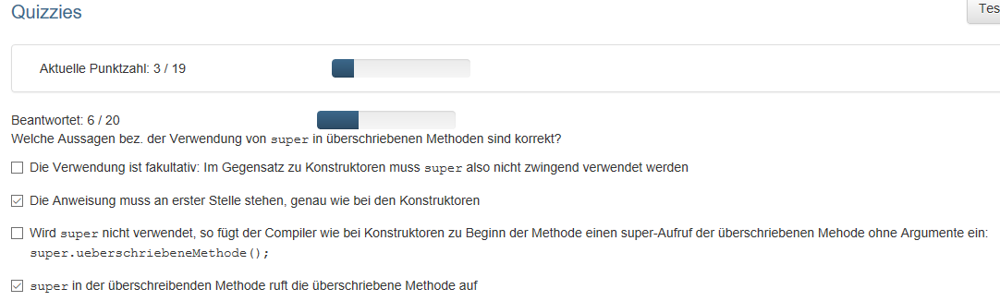 Quizzies
Tes
Aktuelle Punktzahl: 3 / 19
Beantwortet: 6 / 20
Welche Aussagen bez. der Verwendung von super in überschriebenen Methoden sind korrekt?
Die Verwendung ist fakultativ: Im Gegensatz zu Konstruktoren muss super also nicht zwingend verwendet werden
Die Anweisung muss an erster Stelle stehen, genau wie bei den Konstruktoren
Wird super nicht verwendet, so fügt der Compiler wie bei Konstruktoren zu Beginn der Methode einen super-Aufruf der überschriebenen Mehode ohne Argumente ein:
super.ueberschriebeneMethode();
super in der überschreibenden Methode ruft die überschriebene Methode auf